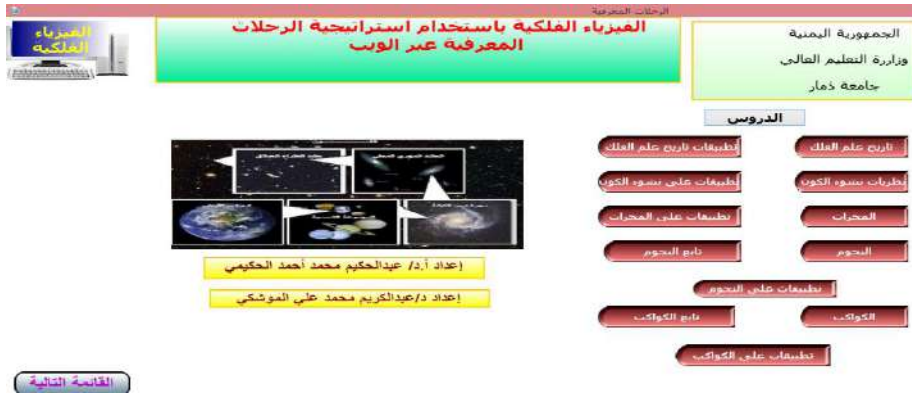 الرحلات المعرفية
الجمهورية اليمنية
وزاررة التعليم العالي
جامعة ذمار
الفيزياء الفلكية باستخدام استراتيجية الرحلات
المعرفية عبر الويب
الفيزياء
الفلكية
الدروس
تاريخ علم الفلك
تطبيقات تاريخ علم الفلك
نظريات نشوء الكون
تطبيقات على نشوء الكون
المجرات
تطبيقات على المجرات
النجوم
تابع النجوم
تطبيقات على النجوم
الكواكب
تابع الكواكب
تطبيقات على الكواكب
إعداد أ.د/ عبدالحكيم محمد أحمد الحكيمي
إعداد د/عبدالكريم محمد علي الموشكي
القائمة التالية